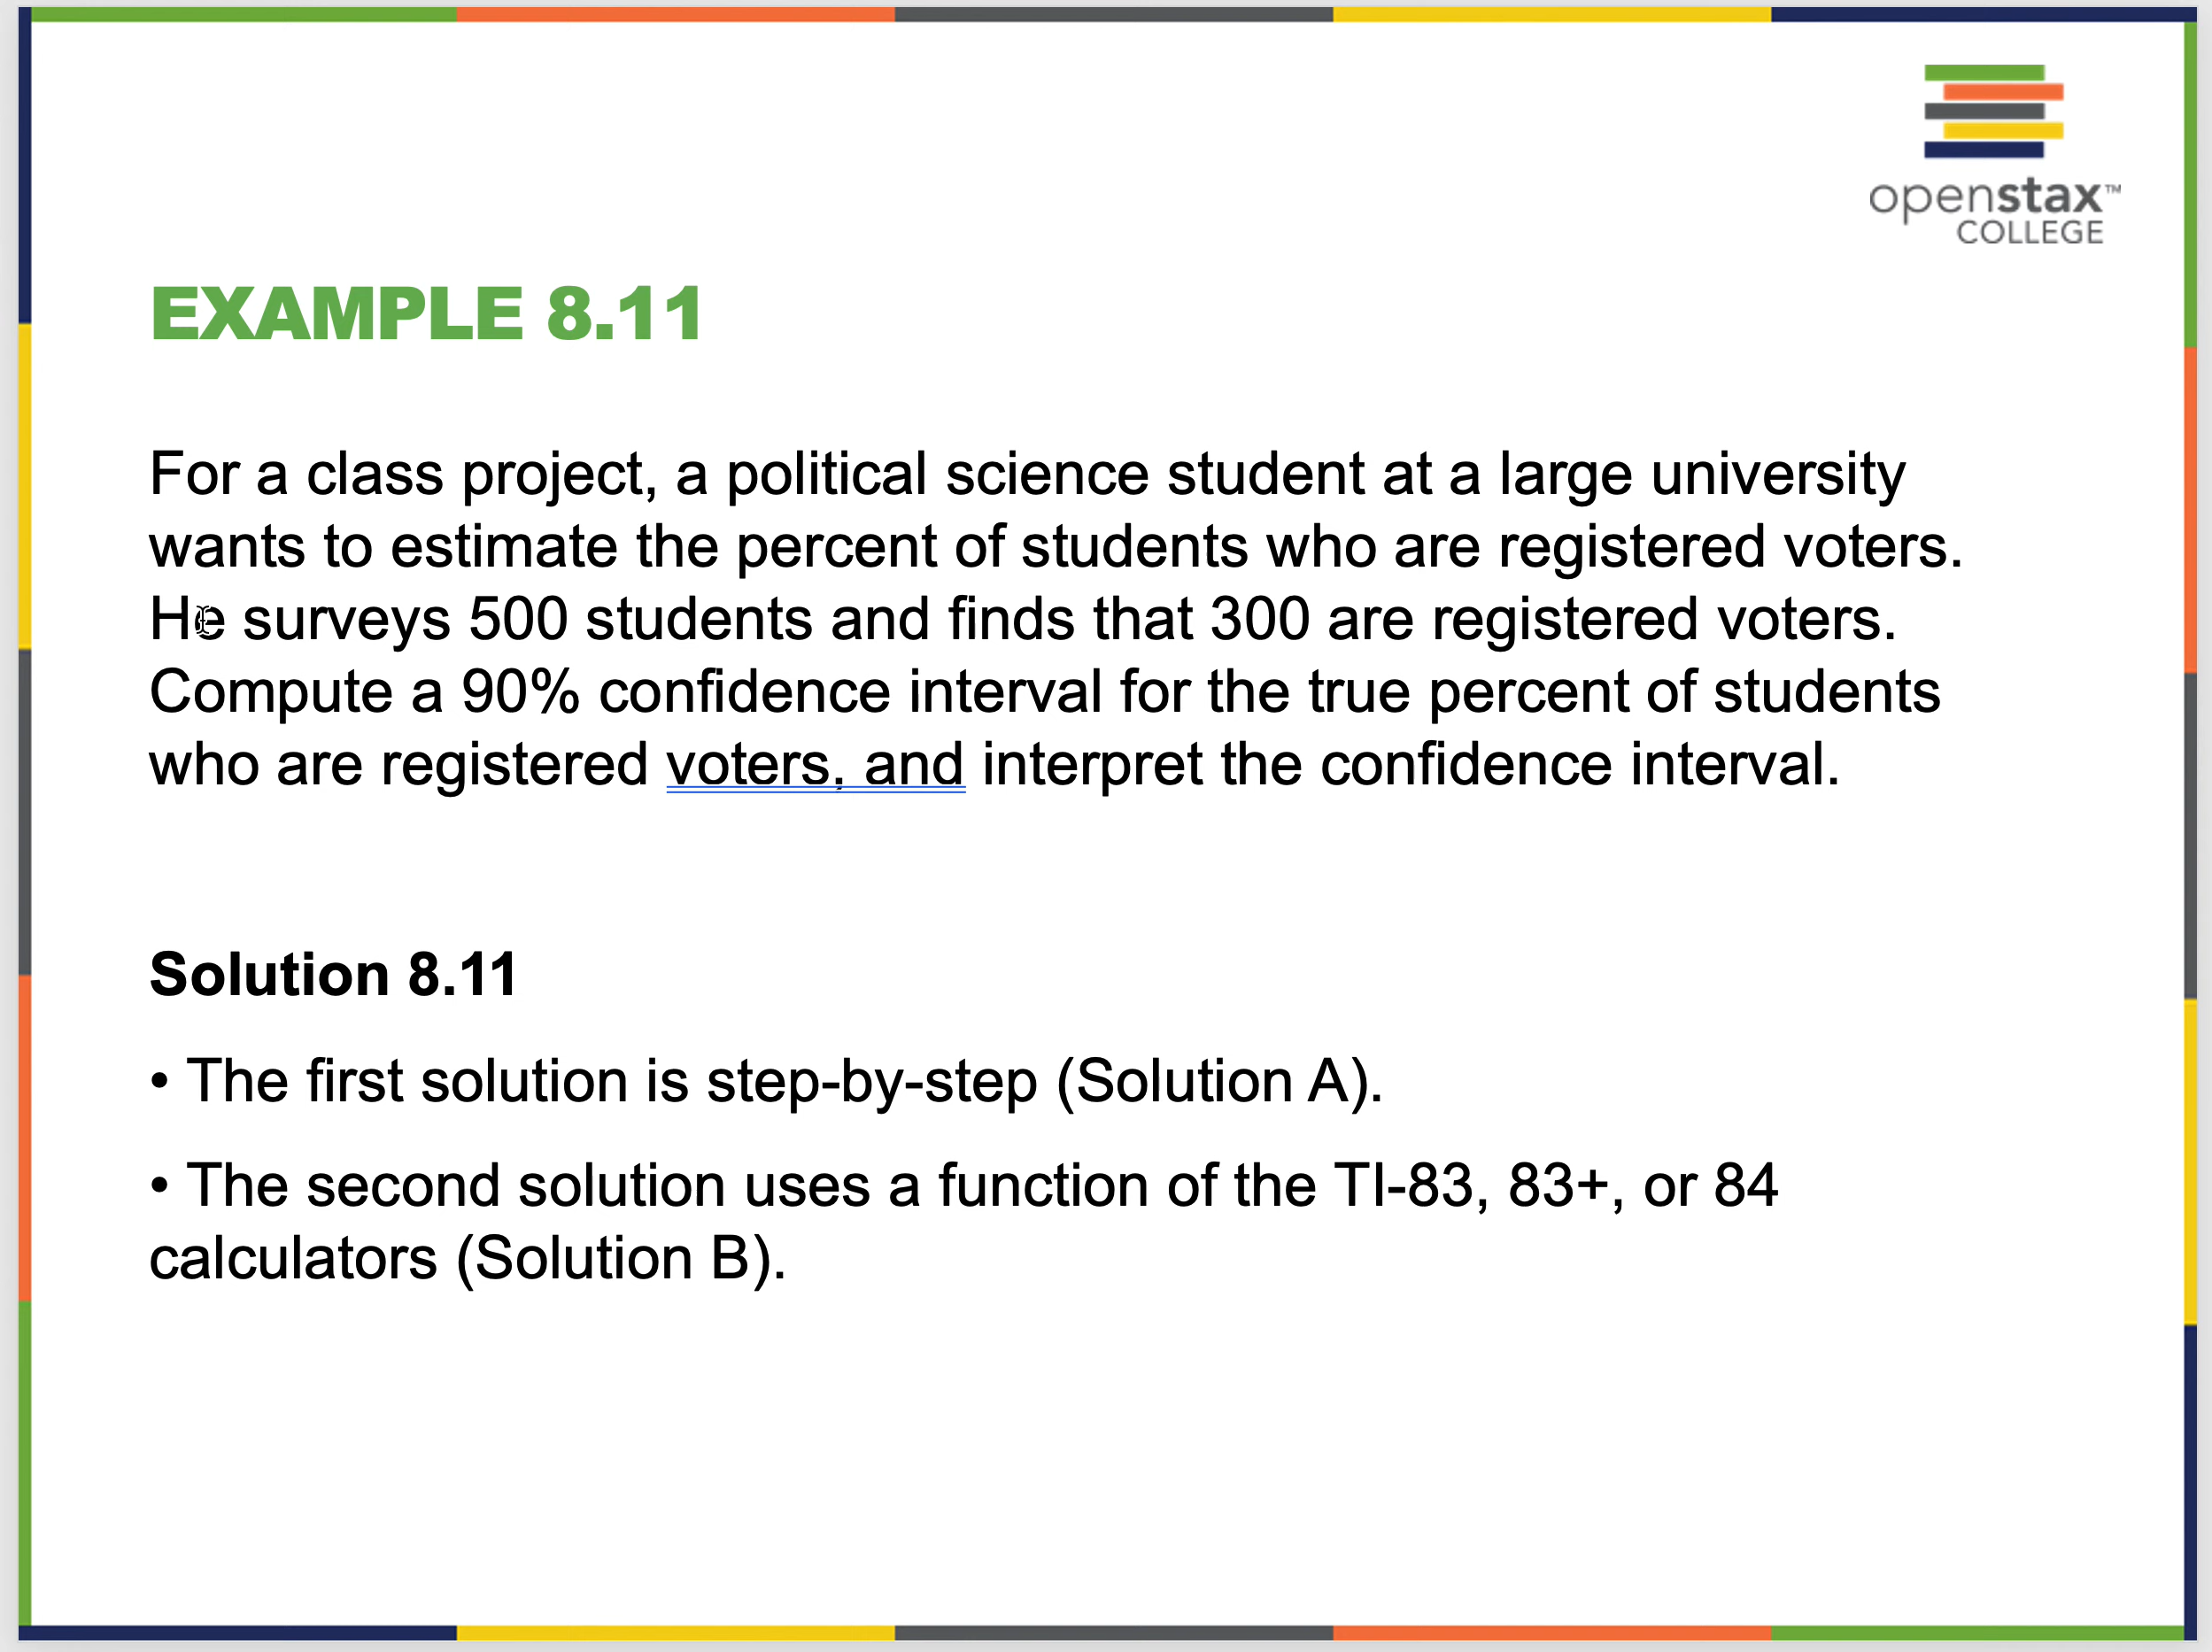 openstax™
COLLEGE
EXAMPLE 8.11
For a class project, a political science student at a large university
wants to estimate the percent of students who are registered voters.
He surveys 500 students and finds that 300 are registered voters.
Compute a 90% confidence interval for the true percent of students
who are registered voters, and interpret the confidence interval.
Solution 8.11
• The first solution is step-by-step (Solution A).
• The second solution uses a function of the TI-83, 83+, or 84
calculators (Solution B).